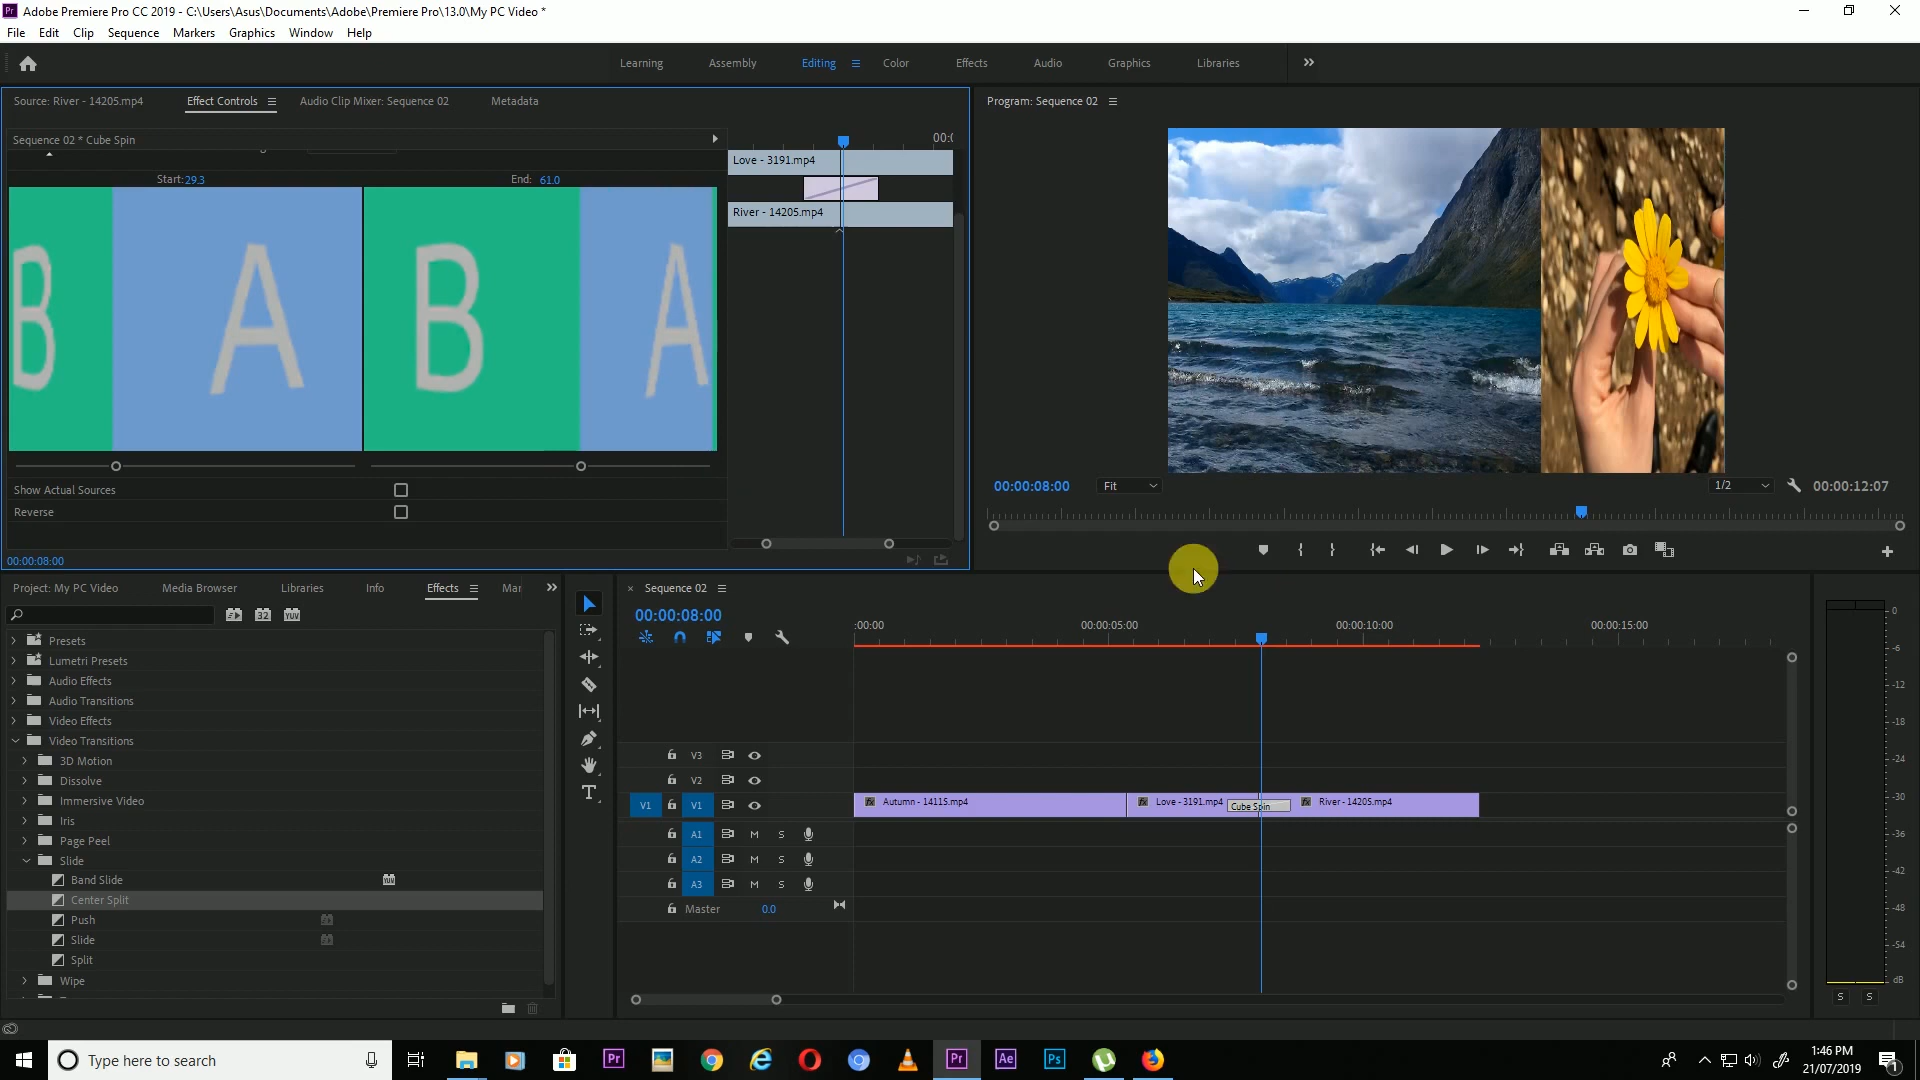 Adobe Premiere Pro CC 2019 - C:\Users\Asus\Documents\Adobe\Premiere Pro\13.0\My PC Video *
File Edit Clip Sequence Markers Graphics Window Help
Learning Assembly Editing Color Effects Audio Graphics Libraries
Source: River - 14205.mp4 Effect Controls Audio Clip Mixer: Sequence 02 Metadata
Program: Sequence 02
Sequence 02 * Cube Spin
00:(
Love - 3191.mp4
River - 14205.mp4
Start: 29.3 End: 61.0
B A B A
Show Actual Sources
Reverse
00:00:08:00
00:00:08:00 Fit 1/2 00:00:12:07
Project: My PC Video Media Browser Libraries Info Effects Mar
32 YUV
Presets
Lumetri Presets
Audio Effects
Audio Transitions
Video Effects
Video Transitions
3D Motion
Dissolve
Immersive Video
Iris
Page Peel
Slide
Band Slide
Center Split
Push
Slide
Split
Wipe
× Sequence 02
00:00:08:00
:00:00 00:00:05:00 00:00:10:00 00:00:15:00
V3
V2
V1 V1
Autumn - 14115.mp4 Love - 3191.mp4 Cube Spin River - 14205.mp4
A1 M S
A2 M S
A3 M S
Master 0.0
0
-6
-12
-18
-24
-30
-36
-42
-48
-54
dB
S S
Type here to search
Pr Pr Ae Ps
1:46 PM
21/07/2019
1